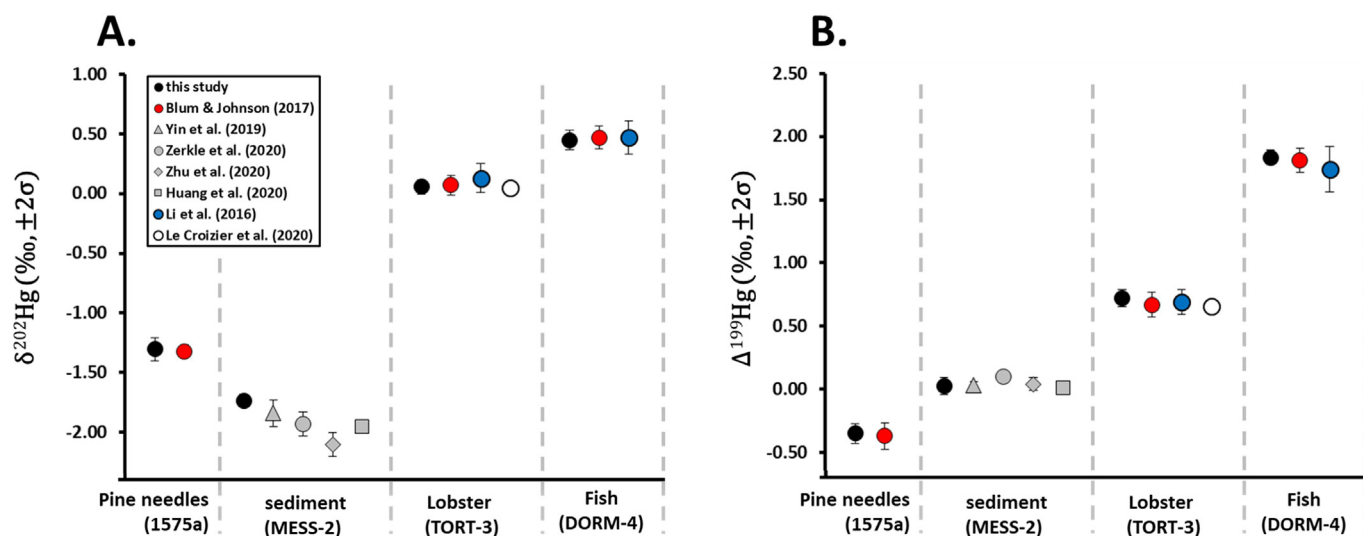 A.
δ²⁰²Hg (‰, ±2σ)
1.00
0.50
0.00
-0.50
-1.00
-1.50
-2.00
this study
Blum & Johnson (2017)
Yin et al. (2019)
Zerkle et al. (2020)
Zhu et al. (2020)
Huang et al. (2020)
Li et al. (2016)
Le Croizier et al. (2020)
Pine needles
(1575a)
sediment
(MESS-2)
Lobster
(TORT-3)
Fish
(DORM-4)
B.
Δ¹⁹⁹Hg (‰, ±2σ)
2.50
2.00
1.50
1.00
0.50
0.00
-0.50
Pine needles
(1575a)
sediment
(MESS-2)
Lobster
(TORT-3)
Fish
(DORM-4)